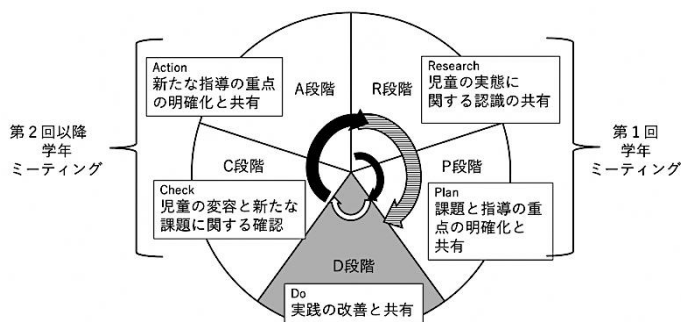 Action
新たな指導の重点
の明確化と共有
A段階
R段階
Research
児童の実態に
関する認識の共有
第2回以降
学年
ミーティング
第1回
学年
ミーティング
C段階
P段階
Check
児童の変容と新たな
課題に関する確認
Plan
課題と指導の重
点の明確化と
共有
D段階
Do
実践の改善と共有